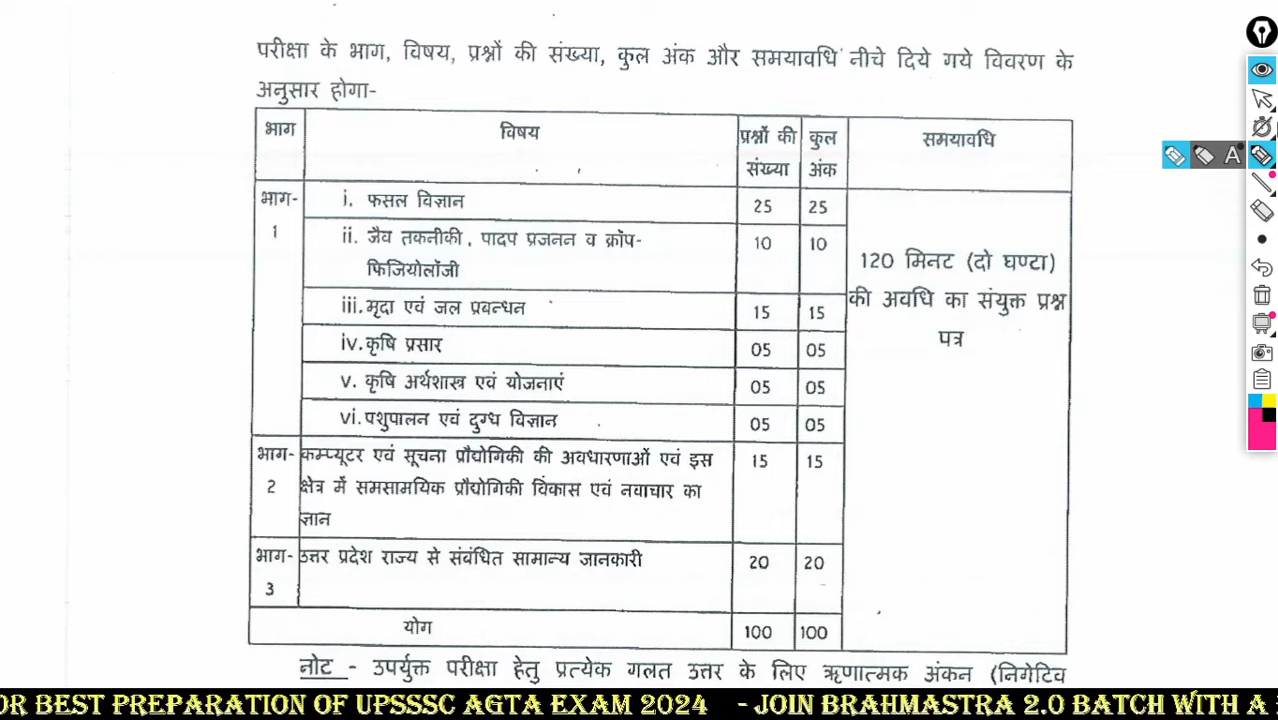 परीक्षा के भाग, विषय, प्रश्नों की संख्या, कुल अंक और समयावधि नीचे दिये गये विवरण के
अनुसार होगा-
भाग विषय प्रश्नों की संख्या कुल अंक समयावधि
भाग-1 i. फसल विज्ञान 25 25
ii. जैव तकनीकी, पादप प्रजनन व क्रॉप- 10 10
फिजियोलॉजी
iii. मृदा एवं जल प्रबन्धन 15 15
iv. कृषि प्रसार 05 05
v. कृषि अर्थशास्त्र एवं योजनाएं 05 05
vi. पशुपालन एवं दुग्ध विज्ञान 05 05
120 मिनट (दो घण्टा)
की अवधि का संयुक्त प्रश्न
पत्र
भाग-2 कम्प्यूटर एवं सूचना प्रौद्योगिकी की अवधारणाओं एवं इस 15 15
क्षेत्र में समसामयिक प्रौद्योगिकी विकास एवं नवाचार का
ज्ञान
भाग-3 उत्तर प्रदेश राज्य से संबंधित सामान्य जानकारी 20 20
योग 100 100
नोट - उपर्युक्त परीक्षा हेतु प्रत्येक गलत उत्तर के लिए ऋणात्मक अंकन (निगेटिव
OR BEST PREPARATION OF UPSSSC AGTA EXAM 2024 - JOIN BRAHMASTRA 2.0 BATCH WITH A
A